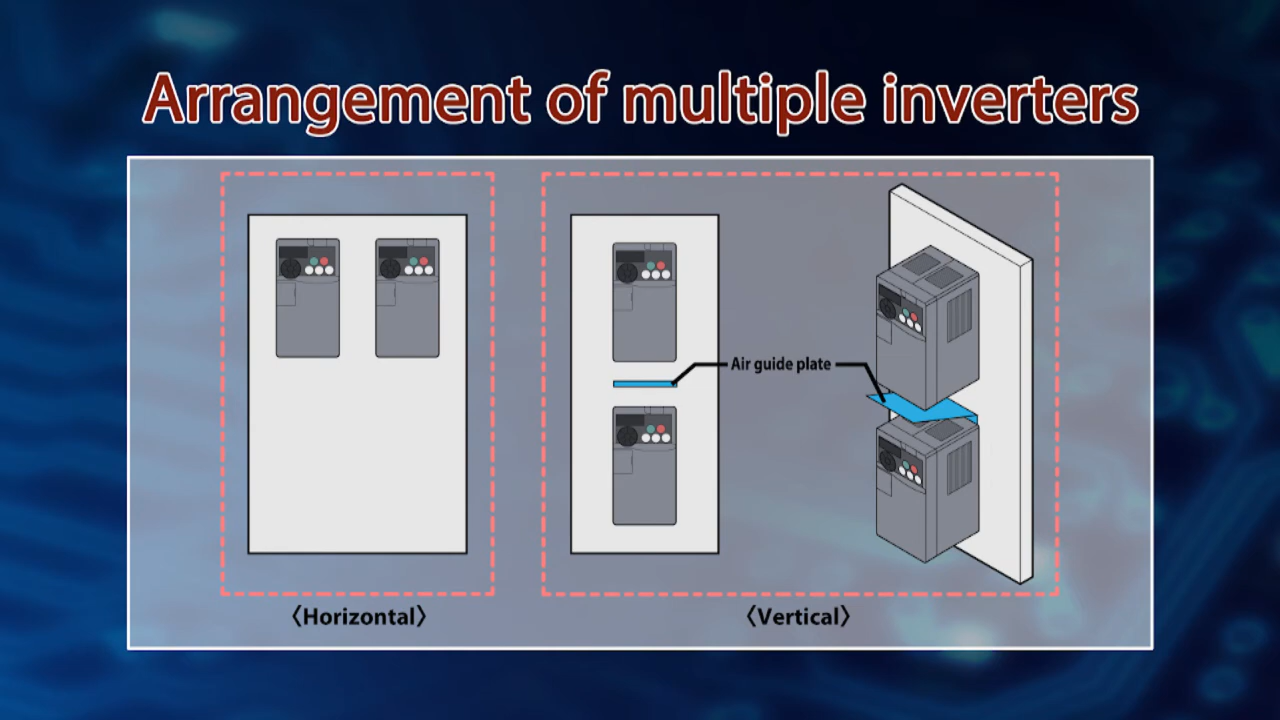 Arrangement of multiple inverters
Air guide plate
〈Horizontal〉
〈Vertical〉